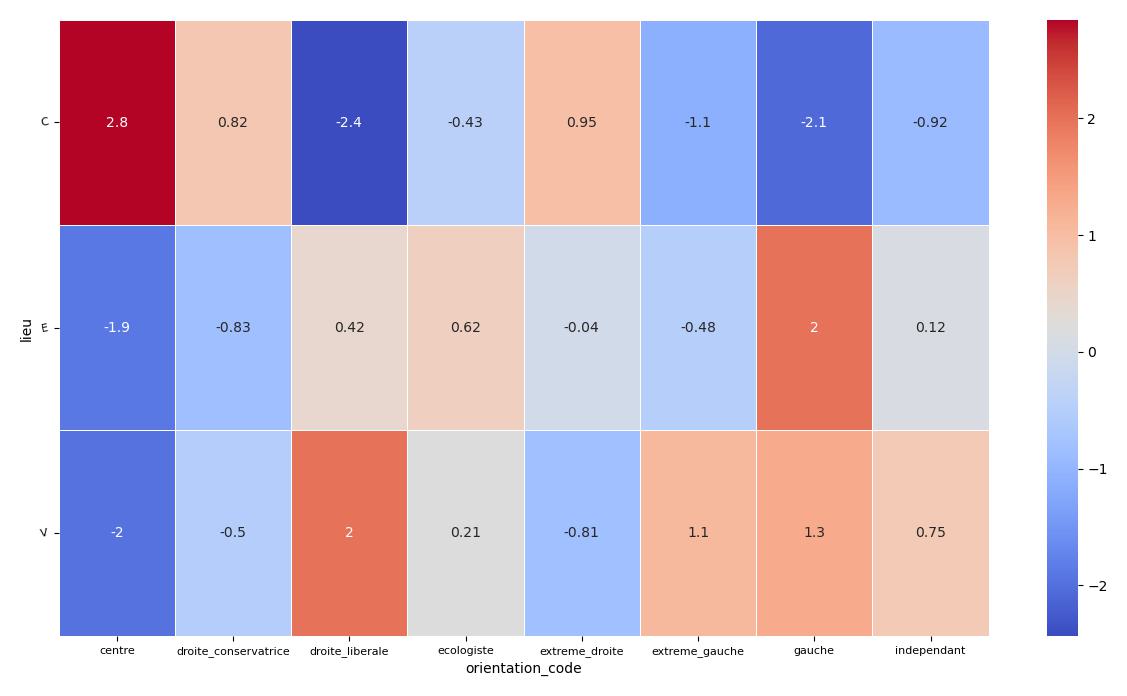 2.8 0.82 -2.4 -0.43 0.95 -1.1 -2.1 -0.92
-1.9 -0.83 0.42 0.62 -0.04 -0.48 2 0.12
-2 -0.5 2 0.21 -0.81 1.1 1.3 0.75
C
E
V
lieu
centre droite_conservatrice droite_liberale ecologiste extreme_droite extreme_gauche gauche independant
orientation_code
2
1
0
−1
−2